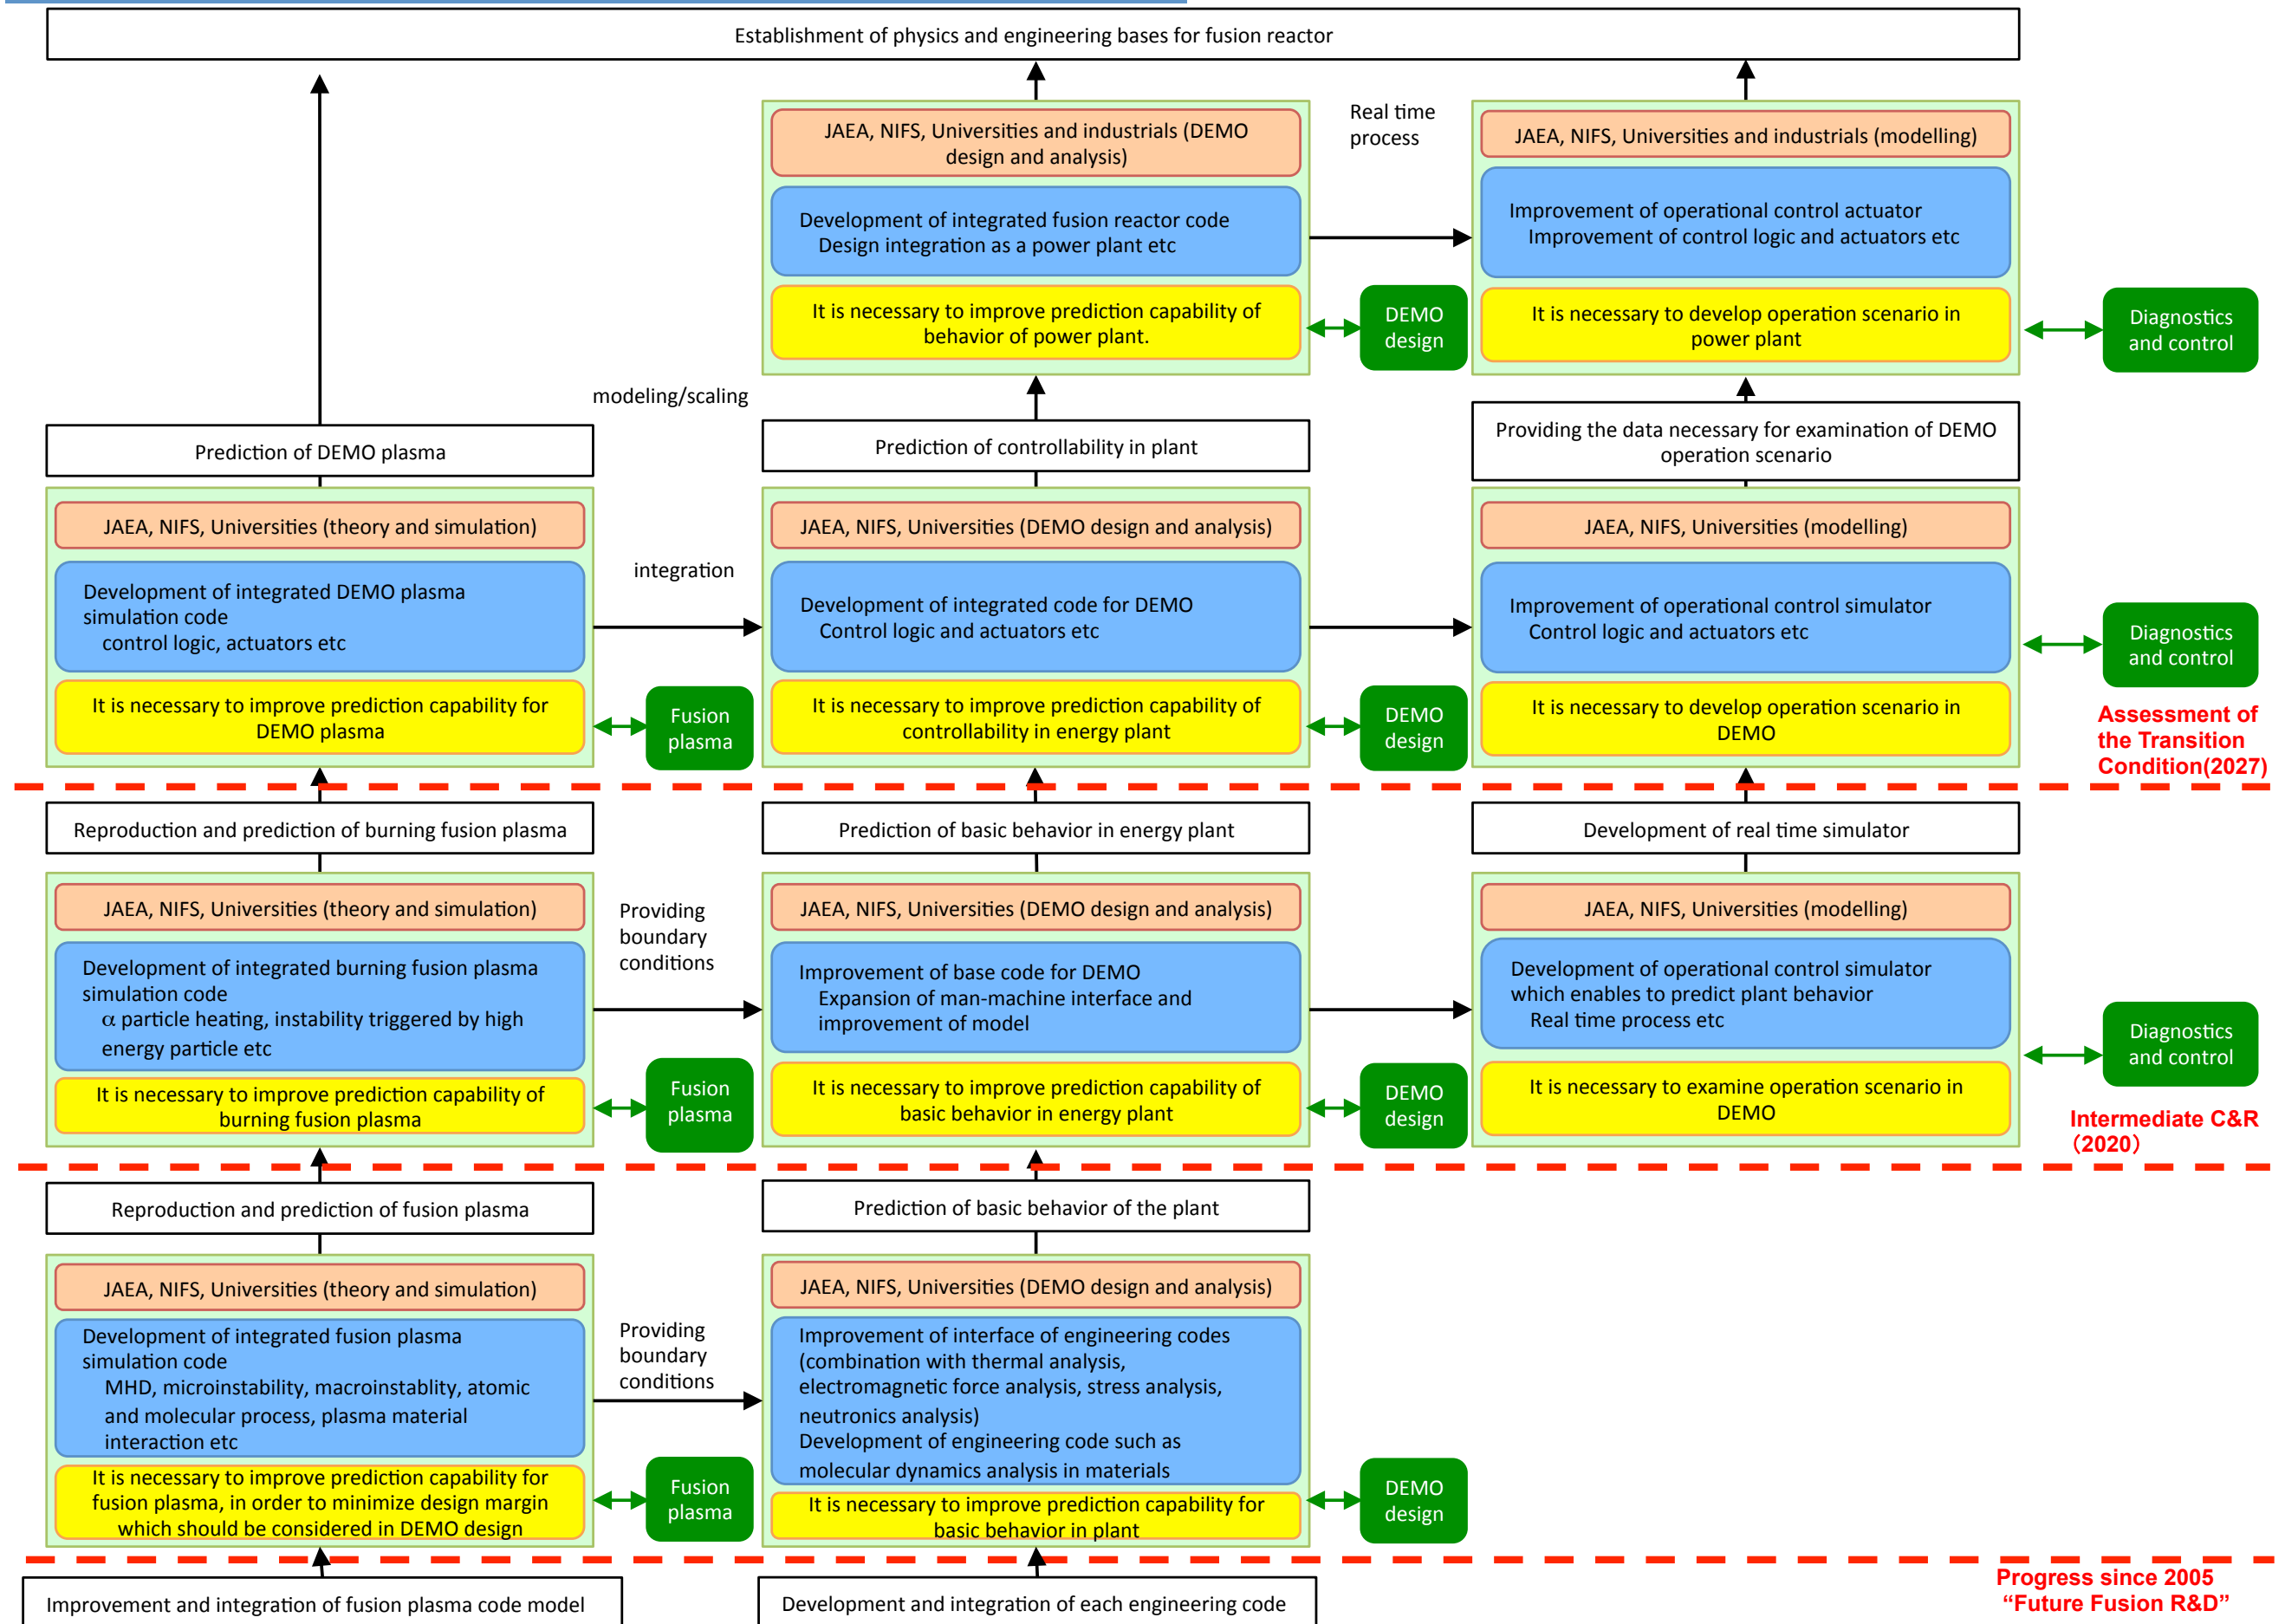 Establishment of physics and engineering bases for fusion reactor
JAEA, NIFS, Universities and industrials (DEMO
design and analysis)
Development of integrated fusion reactor code
Design integration as a power plant etc
It is necessary to improve prediction capability of
behavior of power plant.
DEMO
design
Real time
process
JAEA, NIFS, Universities and industrials (modelling)
Improvement of operational control actuator
Improvement of control logic and actuators etc
It is necessary to develop operation scenario in
power plant
Diagnostics
and control
modeling/scaling
Prediction of DEMO plasma
Prediction of controllability in plant
Providing the data necessary for examination of DEMO
operation scenario
JAEA, NIFS, Universities (theory and simulation)
Development of integrated DEMO plasma
simulation code
control logic, actuators etc
It is necessary to improve prediction capability for
DEMO plasma
Fusion
plasma
integration
JAEA, NIFS, Universities (DEMO design and analysis)
Development of integrated code for DEMO
Control logic and actuators etc
It is necessary to improve prediction capability of
controllability in energy plant
DEMO
design
JAEA, NIFS, Universities (modelling)
Improvement of operational control simulator
Control logic and actuators etc
It is necessary to develop operation scenario in
DEMO
Diagnostics
and control
Assessment of
the Transition
Condition(2027)
Reproduction and prediction of burning fusion plasma
Prediction of basic behavior in energy plant
Development of real time simulator
JAEA, NIFS, Universities (theory and simulation)
Development of integrated burning fusion plasma
simulation code
α particle heating, instability triggered by high
energy particle etc
It is necessary to improve prediction capability of
burning fusion plasma
Fusion
plasma
Providing
boundary
conditions
JAEA, NIFS, Universities (DEMO design and analysis)
Improvement of base code for DEMO
Expansion of man-machine interface and
improvement of model
It is necessary to improve prediction capability of
basic behavior in energy plant
DEMO
design
JAEA, NIFS, Universities (modelling)
Development of operational control simulator
which enables to predict plant behavior
Real time process etc
It is necessary to examine operation scenario in
DEMO
Diagnostics
and control
Intermediate C&R
（2020）
Reproduction and prediction of fusion plasma
Prediction of basic behavior of the plant
JAEA, NIFS, Universities (theory and simulation)
Development of integrated fusion plasma
simulation code
MHD, microinstability, macroinstablity, atomic
and molecular process, plasma material
interaction etc
It is necessary to improve prediction capability for
fusion plasma, in order to minimize design margin
which should be considered in DEMO design
Fusion
plasma
Providing
boundary
conditions
JAEA, NIFS, Universities (DEMO design and analysis)
Improvement of interface of engineering codes
(combination with thermal analysis,
electromagnetic force analysis, stress analysis,
neutronics analysis)
Development of engineering code such as
molecular dynamics analysis in materials
It is necessary to improve prediction capability for
basic behavior in plant
DEMO
design
Progress since 2005
“Future Fusion R&D”
Improvement and integration of fusion plasma code model
Development and integration of each engineering code